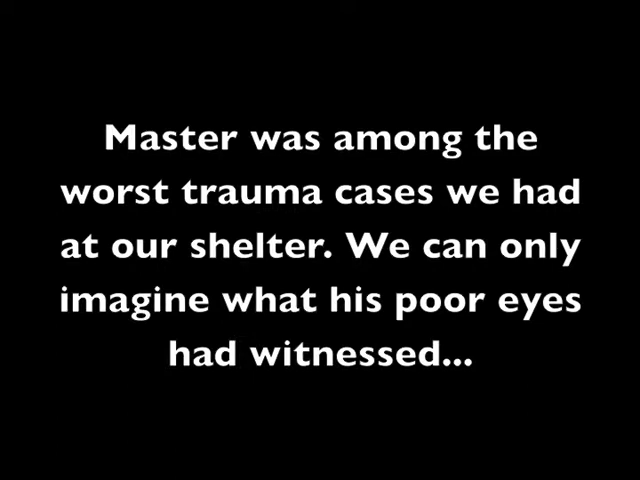 Master was among the
worst trauma cases we had
at our shelter. We can only
imagine what his poor eyes
had witnessed...